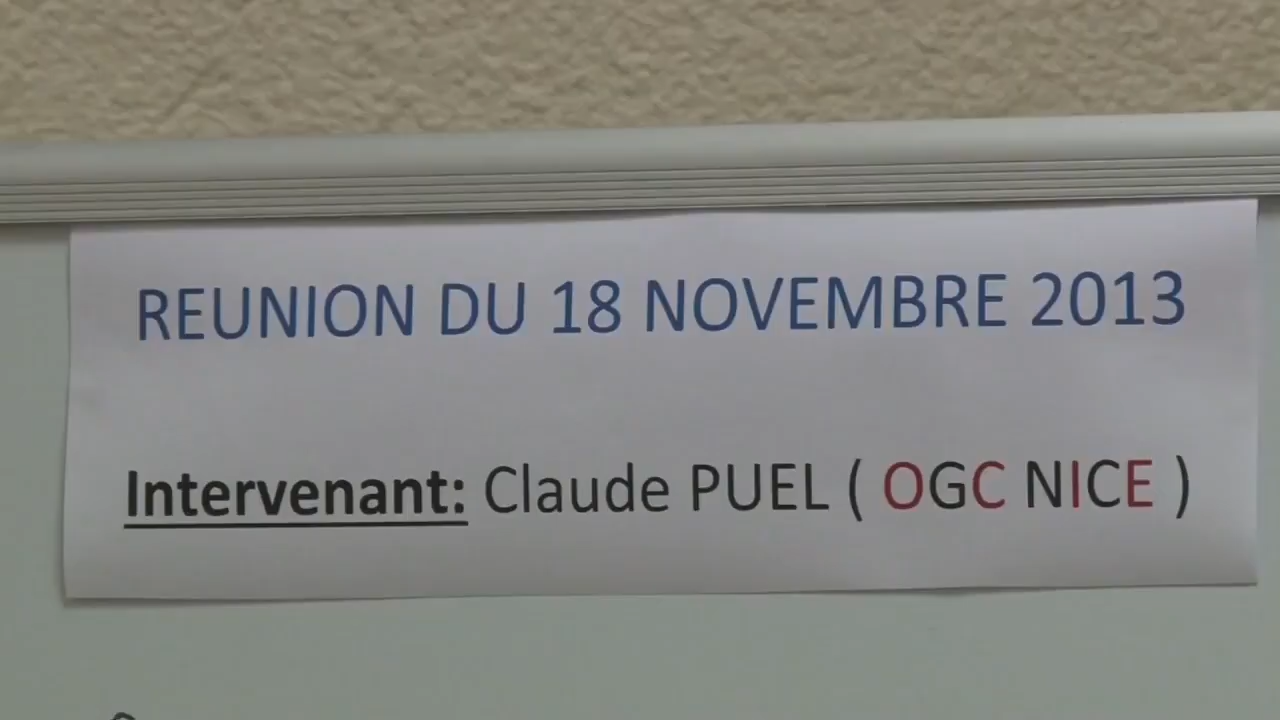 REUNION DU 18 NOVEMBRE 2013
Intervenant: Claude PUEL ( OGC NICE )